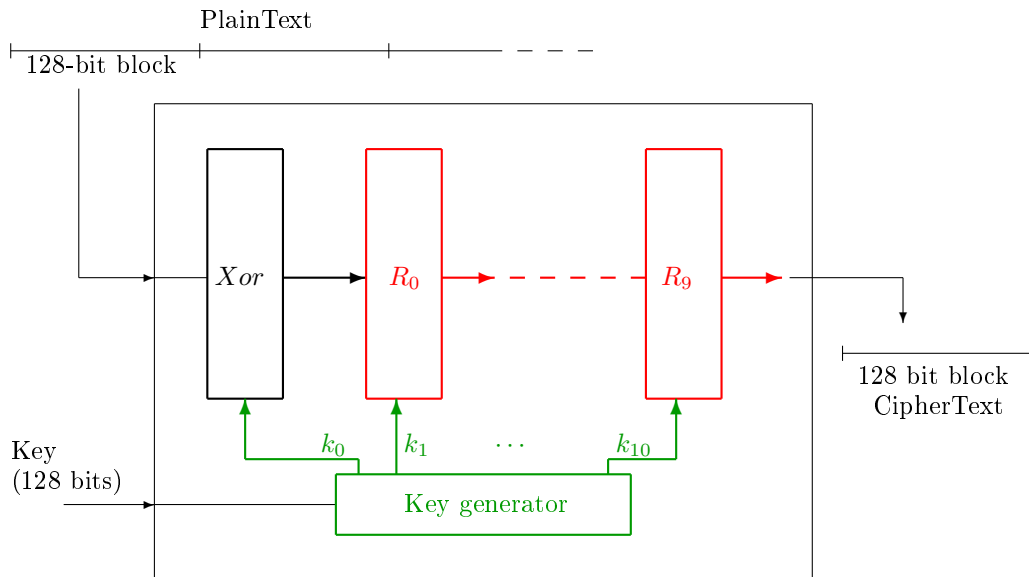 PlainText
128-bit block
Xor
R₀
R₉
128 bit block
CipherText
k₀
k₁
···
k₁₀
Key
(128 bits)
Key generator